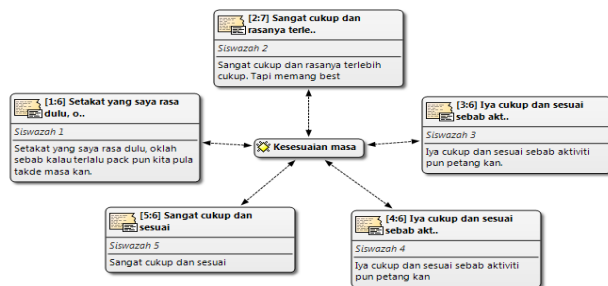 [2:7] Sangat cukup dan
rasanya terle..
Siswazah 2
Sangat cukup dan rasanya terlebih
cukup. Tapi memang best
[1:6] Setakat yang saya rasa
dulu, o..
Siswazah 1
Setakat yang saya rasa dulu, oklah
sebab kalau terlalu pack pun kita pula
takde masa kan.
[3:6] Iya cukup dan sesuai
sebab akt..
Siswazah 3
Iya cukup dan sesuai sebab aktiviti
pun petang kan.
Kesesuaian masa
[5:6] Sangat cukup dan
sesuai
Siswazah 5
Sangat cukup dan sesuai
[4:6] Iya cukup dan sesuai
sebab akt..
Siswazah 4
Iya cukup dan sesuai sebab aktiviti
pun petang kan